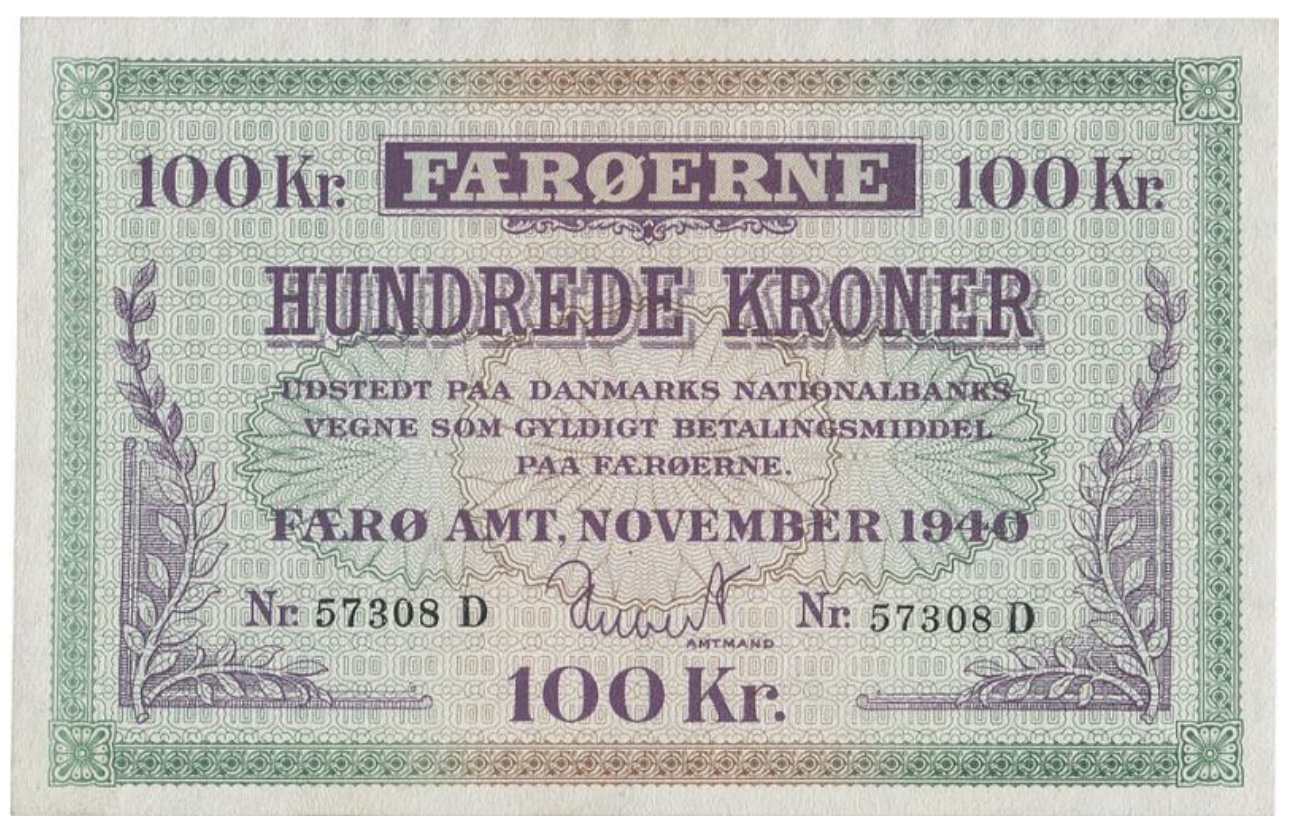 100 Kr. FÆRØERNE 100 Kr.
HUNDREDE KRONER
UDSTEDT PAA DANMARKS NATIONALBANKS
VEGNE SOM GYLDIGT BETALINGSMIDDEL
PAA FÆRØERNE.
FÆRØ AMT, NOVEMBER 1940
Nr. 57308 D Nr. 57308 D
AMTMAND
100 Kr.